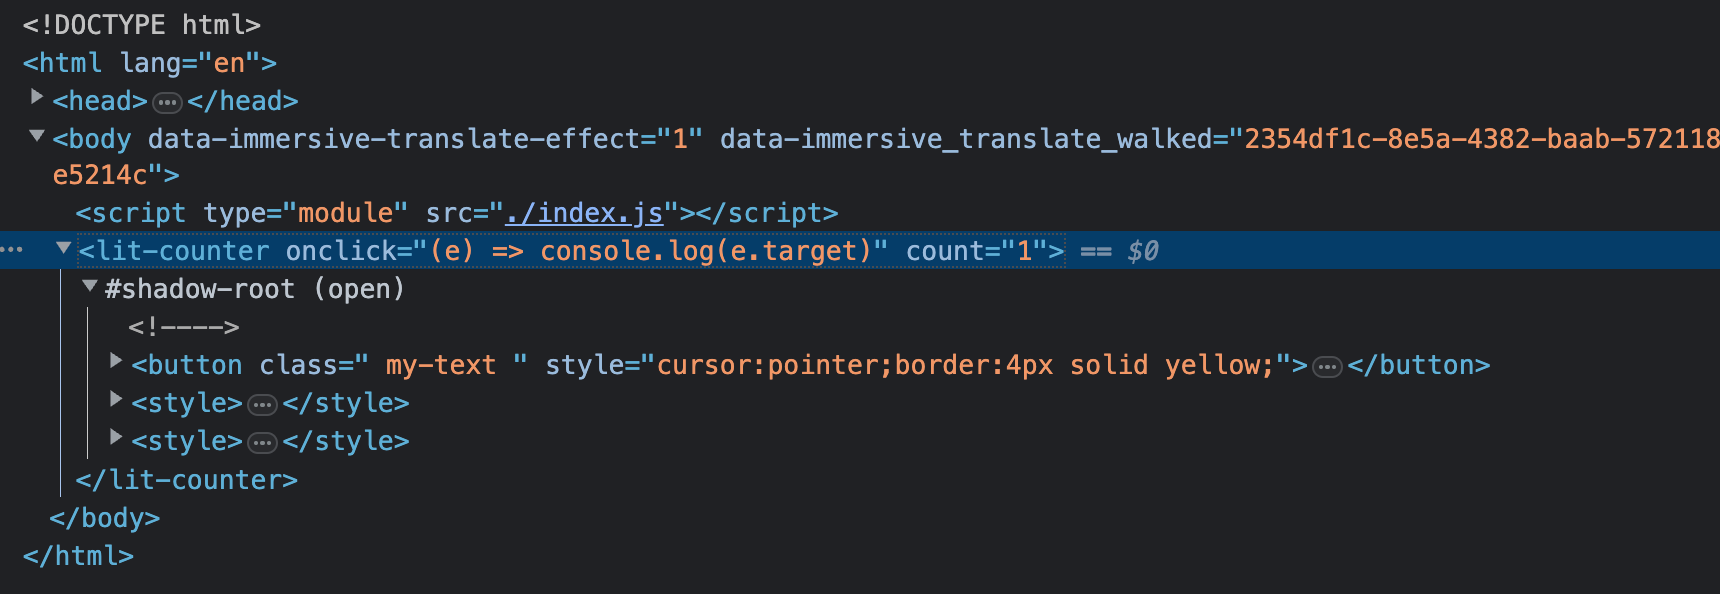 <!DOCTYPE html>
<html lang="en">
<head>•••</head>
<body data-immersive-translate-effect="1" data-immersive_translate_walked="2354df1c-8e5a-4382-baab-572118
e5214c">
<script type="module" src="./index.js"></script>
••• <lit-counter onclick="(e) => console.log(e.target)" count="1"> == $0
#shadow-root (open)
<!---->
<button class=" my-text " style="cursor:pointer;border:4px solid yellow;">•••</button>
<style>•••</style>
<style>•••</style>
</lit-counter>
</body>
</html>